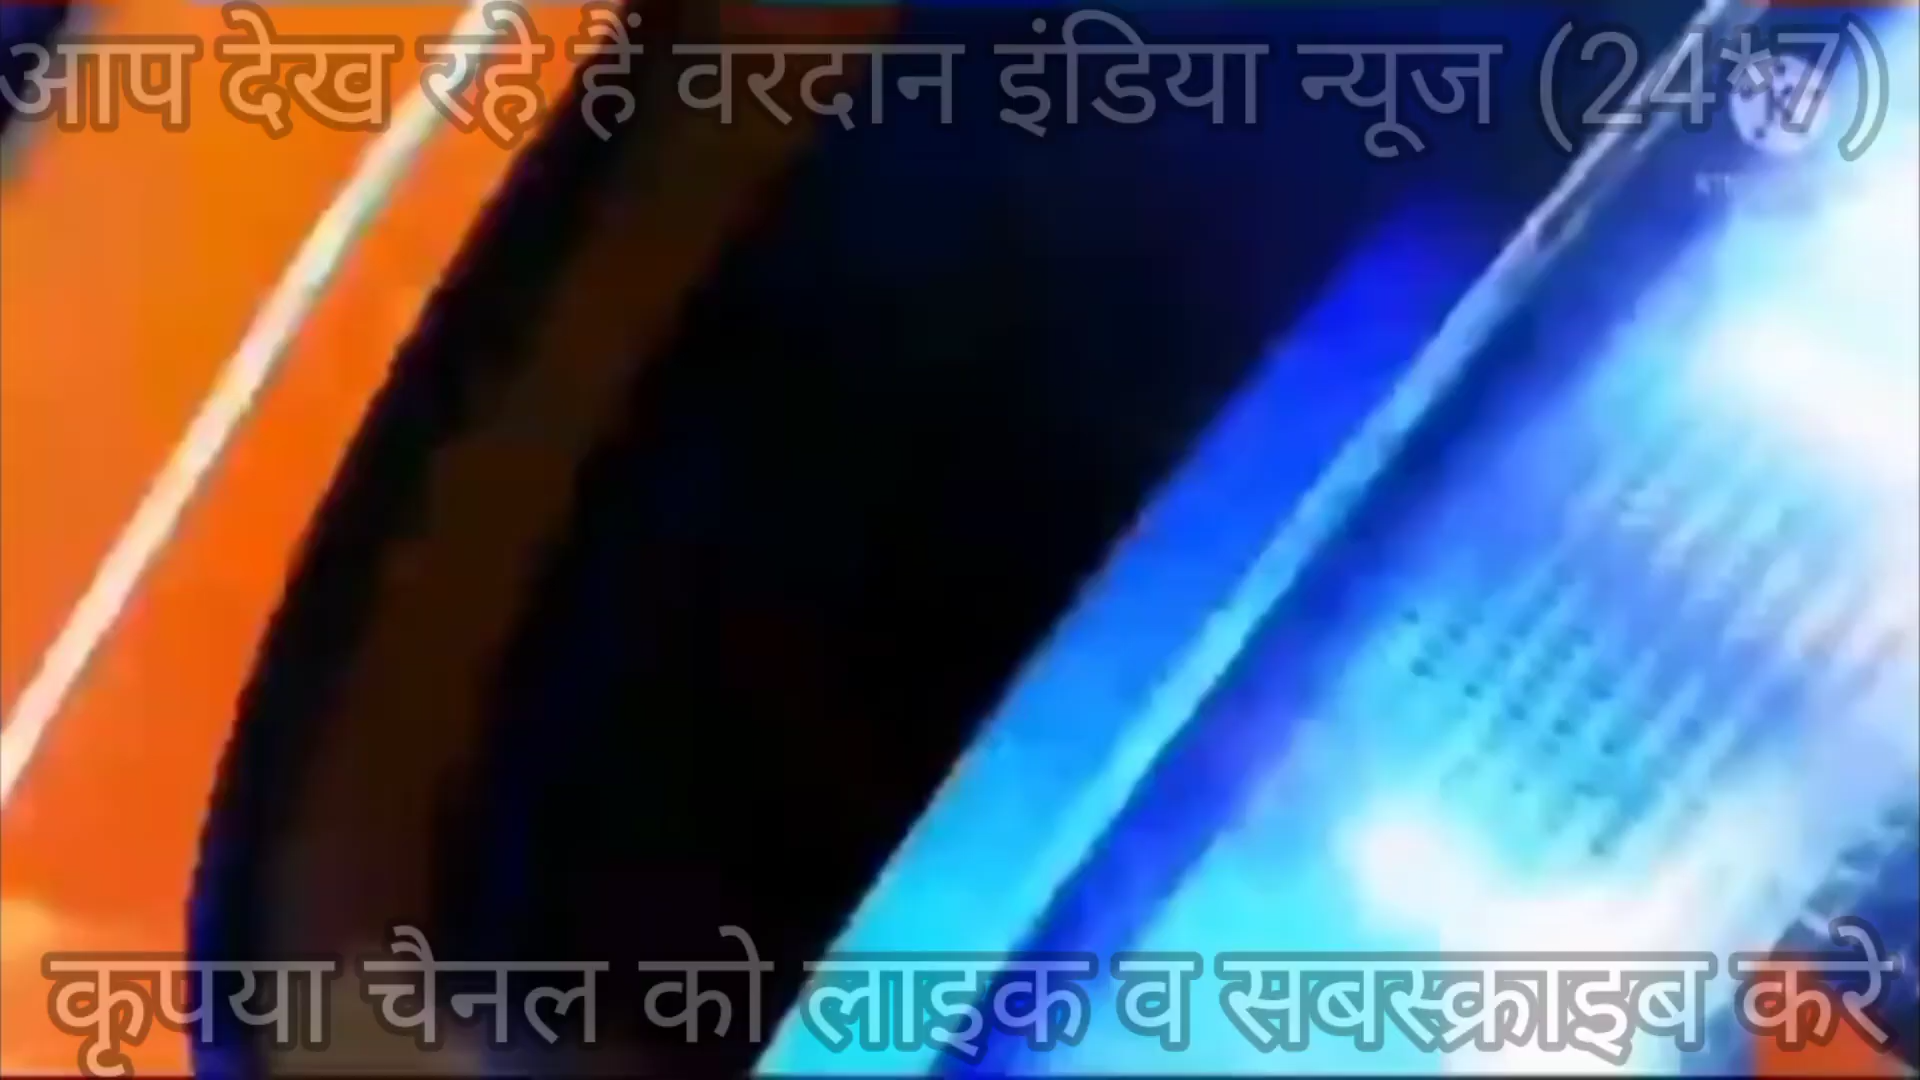 आप देख रहे हैं वरदान इंडिया न्यूज (24*7)
कृपया चैनल को लाइक व सबस्क्राइब करे